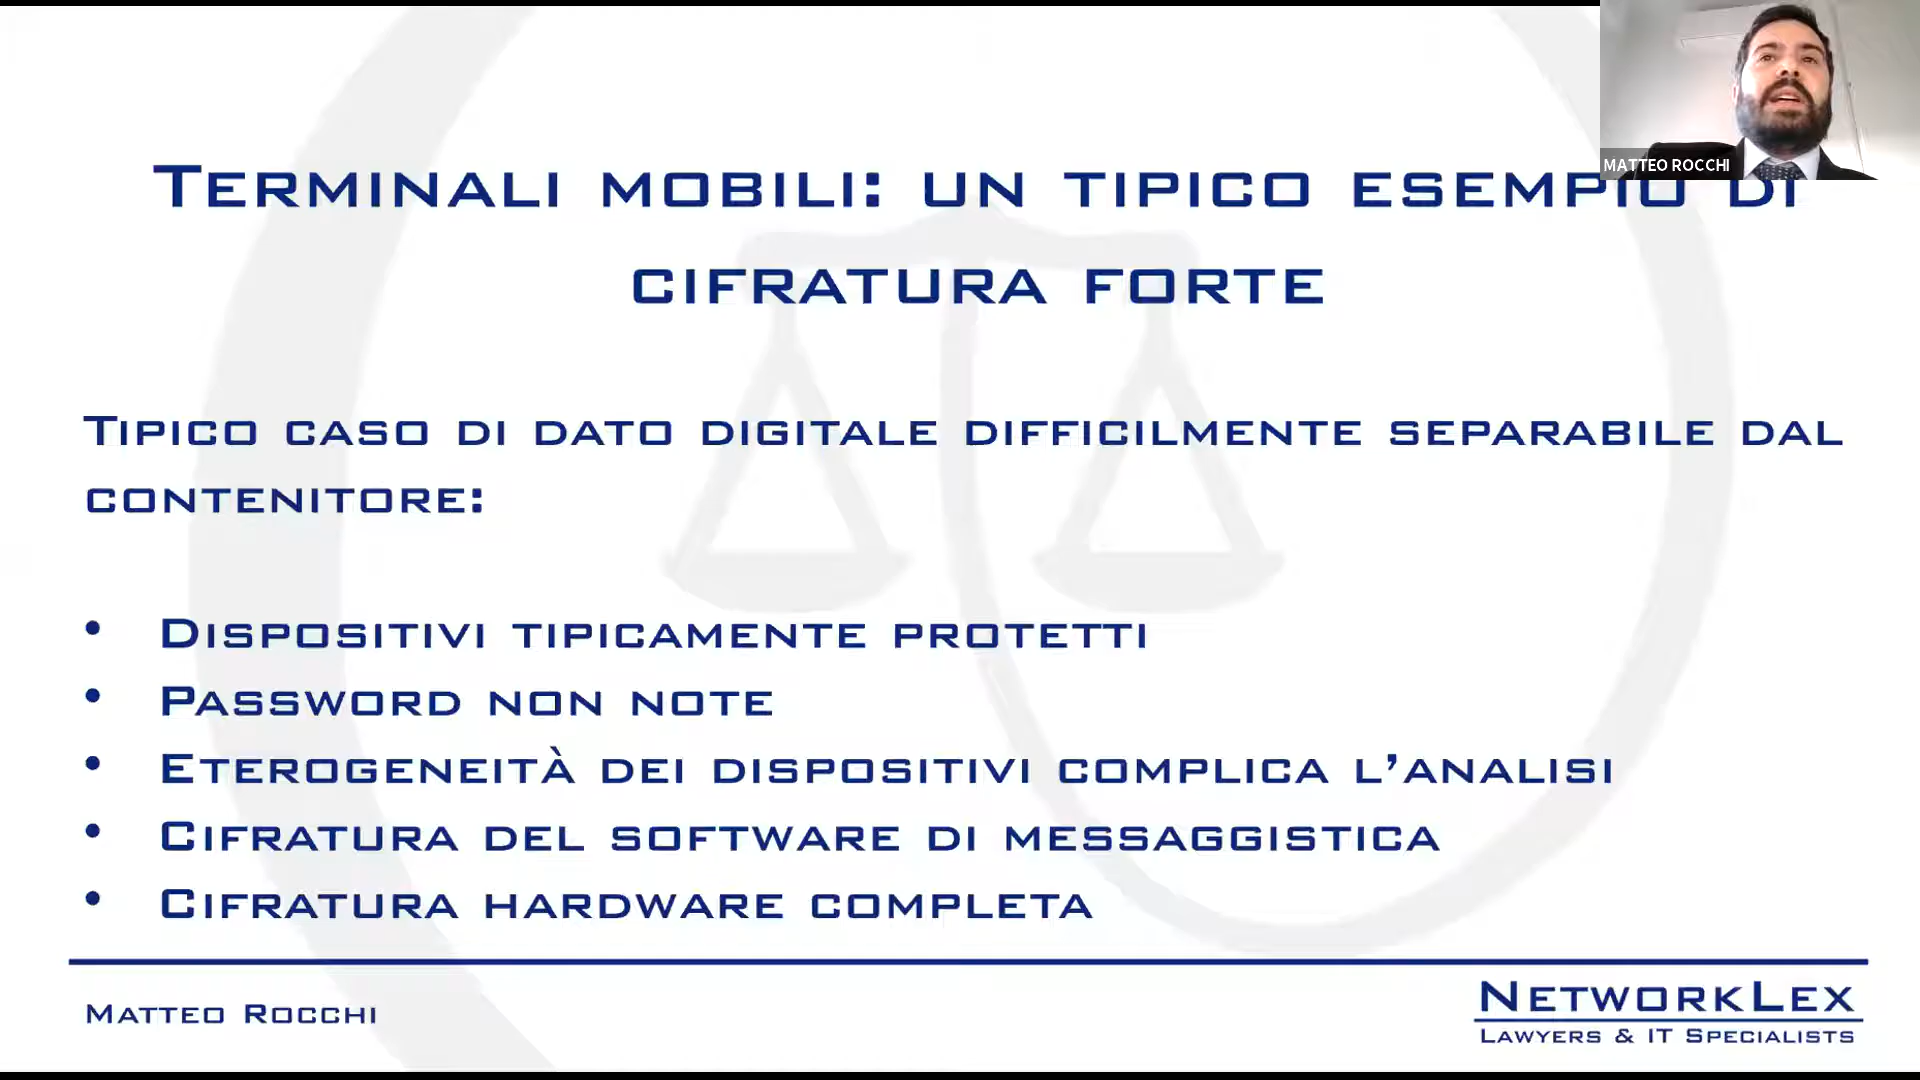 MATTEO ROCCHI
Terminali mobili: un tipico esempio di
cifratura forte
Tipico caso di dato digitale difficilmente separabile dal
contenitore:
• Dispositivi tipicamente protetti
• Password non note
• Eterogeneità dei dispositivi complica l'analisi
• Cifratura del software di messaggistica
• Cifratura hardware completa
Matteo Rocchi
NetworkLex
Lawyers & IT Specialists